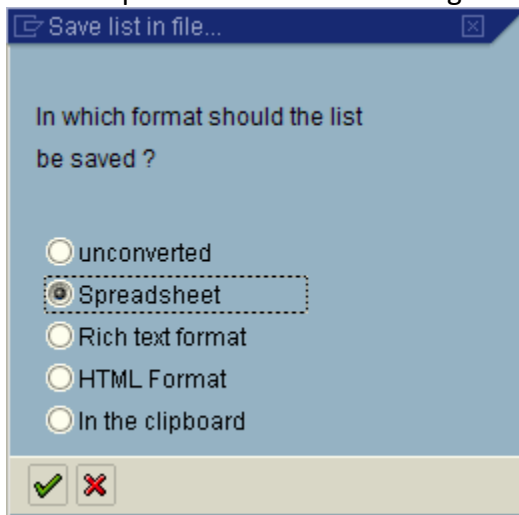 Save list in file...
In which format should the list
be saved ?
unconverted
Spreadsheet
Rich text format
HTML Format
In the clipboard